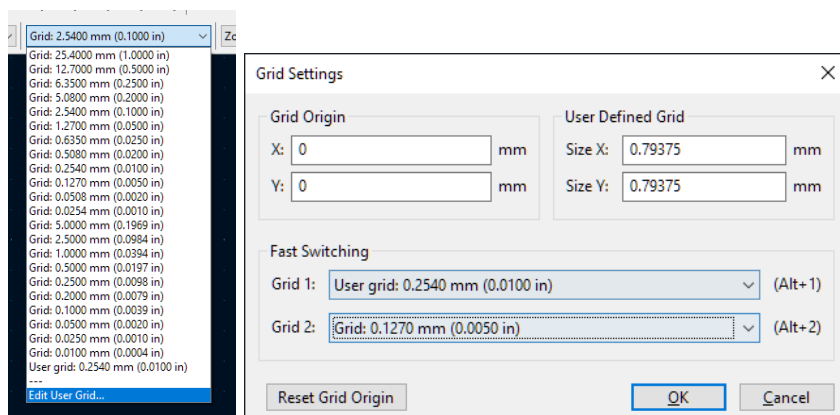 Grid: 2.5400 mm (0.1000 in)
Grid: 25.4000 mm (1.0000 in)
Grid: 12.7000 mm (0.5000 in)
Grid: 6.3500 mm (0.2500 in)
Grid: 5.0800 mm (0.2000 in)
Grid: 2.5400 mm (0.1000 in)
Grid: 1.2700 mm (0.0500 in)
Grid: 0.6350 mm (0.0250 in)
Grid: 0.5080 mm (0.0200 in)
Grid: 0.2540 mm (0.0100 in)
Grid: 0.1270 mm (0.0050 in)
Grid: 0.0508 mm (0.0020 in)
Grid: 0.0254 mm (0.0010 in)
Grid: 5.0000 mm (0.1969 in)
Grid: 2.5000 mm (0.0984 in)
Grid: 1.0000 mm (0.0394 in)
Grid: 0.5000 mm (0.0197 in)
Grid: 0.2500 mm (0.0098 in)
Grid: 0.2000 mm (0.0079 in)
Grid: 0.1000 mm (0.0039 in)
Grid: 0.0500 mm (0.0020 in)
Grid: 0.0250 mm (0.0010 in)
Grid: 0.0100 mm (0.0004 in)
User grid: 0.2540 mm (0.0100 in)
---
Edit User Grid...
Grid Settings
Grid Origin
X: 0 mm
Y: 0 mm
User Defined Grid
Size X: 0.79375 mm
Size Y: 0.79375 mm
Fast Switching
Grid 1: User grid: 0.2540 mm (0.0100 in) (Alt+1)
Grid 2: Grid: 0.1270 mm (0.0050 in) (Alt+2)
Reset Grid Origin OK Cancel